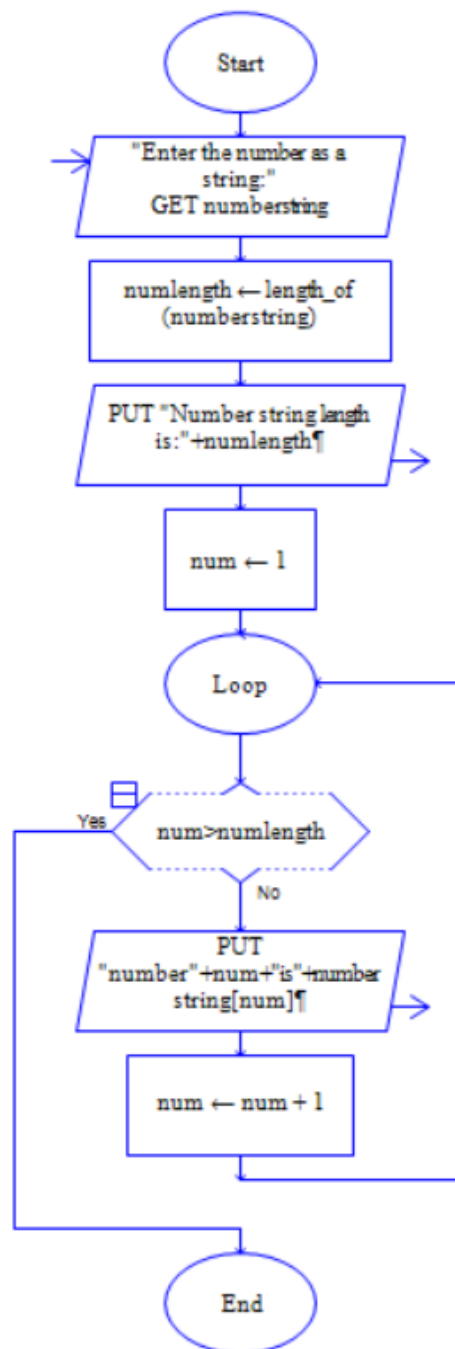 Start
"Enter the number as a
string:"
GET numberstring
numlength ← length_of
(numberstring)
PUT "Number string length
is:"+numlength¶
num ← 1
Loop
Yes
num>numlength
No
PUT
"number"+num+"is"+number
string[num]¶
num ← num + 1
End